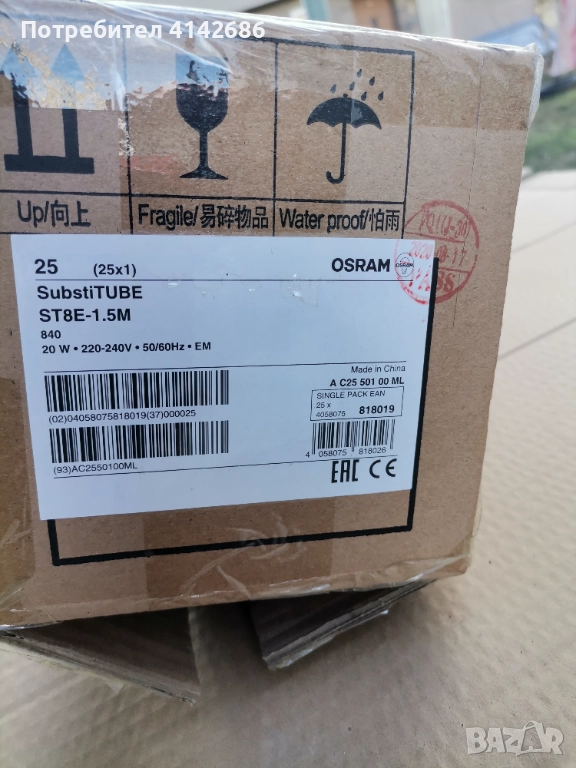 Потребител 4142686
Up/向上
Fragile/易碎物品
Water proof/怕雨
25 (25x1)
OSRAM
SubstiTUBE
ST8E-1.5M
840
20 W • 220-240V • 50/60Hz • EM
Made in China
A C25 501 00 ML
SINGLE PACK EAN
25 x
4058075 818019
(02)04058075818019(37)000025
4 058075 818026
(93)AC2550100ML
EAC CE
BAZAR